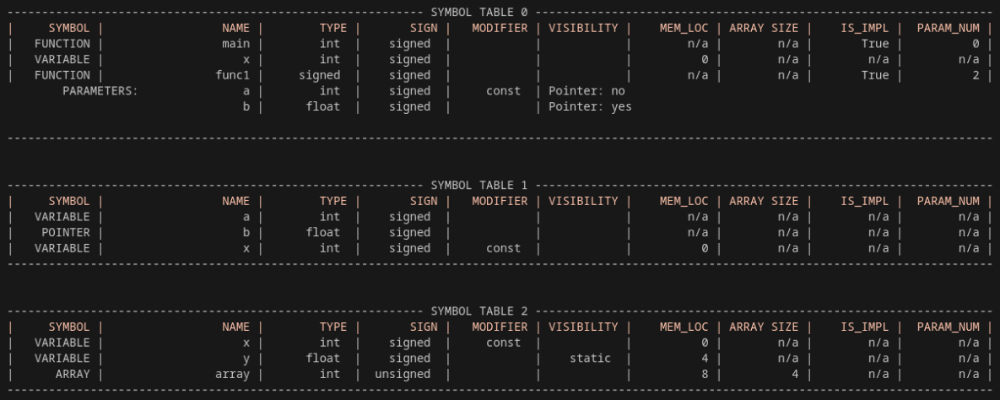 ------------------------------------------------------------ SYMBOL TABLE 0 ------------------------------------------------------------------
|     SYMBOL |                 NAME |        TYPE |       SIGN |   MODIFIER | VISIBILITY |    MEM_LOC | ARRAY SIZE |    IS_IMPL |  PARAM_NUM |
|   FUNCTION |                 main |         int |     signed |            |            |        n/a |        n/a |       True |          0 |
|   VARIABLE |                    x |         int |     signed |            |            |          0 |        n/a |        n/a |        n/a |
|   FUNCTION |                func1 |      signed |     signed |            |            |        n/a |        n/a |       True |          2 |
        PARAMETERS:               a |         int |     signed |      const | Pointer: no
                                  b |       float |     signed |            | Pointer: yes
----------------------------------------------------------------------------------------------------------------------------------------------
------------------------------------------------------------ SYMBOL TABLE 1 ------------------------------------------------------------------
|     SYMBOL |                 NAME |        TYPE |       SIGN |   MODIFIER | VISIBILITY |    MEM_LOC | ARRAY SIZE |    IS_IMPL |  PARAM_NUM |
|   VARIABLE |                    a |         int |     signed |            |            |        n/a |        n/a |        n/a |        n/a |
|    POINTER |                    b |       float |     signed |            |            |        n/a |        n/a |        n/a |        n/a |
|   VARIABLE |                    x |         int |     signed |      const |            |          0 |        n/a |        n/a |        n/a |
----------------------------------------------------------------------------------------------------------------------------------------------
------------------------------------------------------------ SYMBOL TABLE 2 ------------------------------------------------------------------
|     SYMBOL |                 NAME |        TYPE |       SIGN |   MODIFIER | VISIBILITY |    MEM_LOC | ARRAY SIZE |    IS_IMPL |  PARAM_NUM |
|   VARIABLE |                    x |         int |     signed |      const |            |          0 |        n/a |        n/a |        n/a |
|   VARIABLE |                    y |       float |     signed |            |     static |          4 |        n/a |        n/a |        n/a |
|      ARRAY |                array |         int |   unsigned |            |            |          8 |          4 |        n/a |        n/a |
----------------------------------------------------------------------------------------------------------------------------------------------